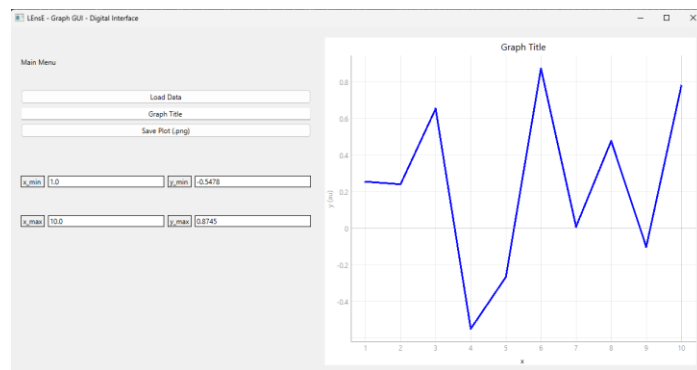 LEnsE - Graph GUI - Digital Interface
Main Menu
Load Data
Graph Title
Save Plot (.png)
x_min 1.0 y_min -0.5478
x_max 10.0 y_max 0.8745
Graph Title
0.8
0.6
0.4
0.2
0
-0.2
-0.4
y (au)
1 2 3 4 5 6 7 8 9 10
x